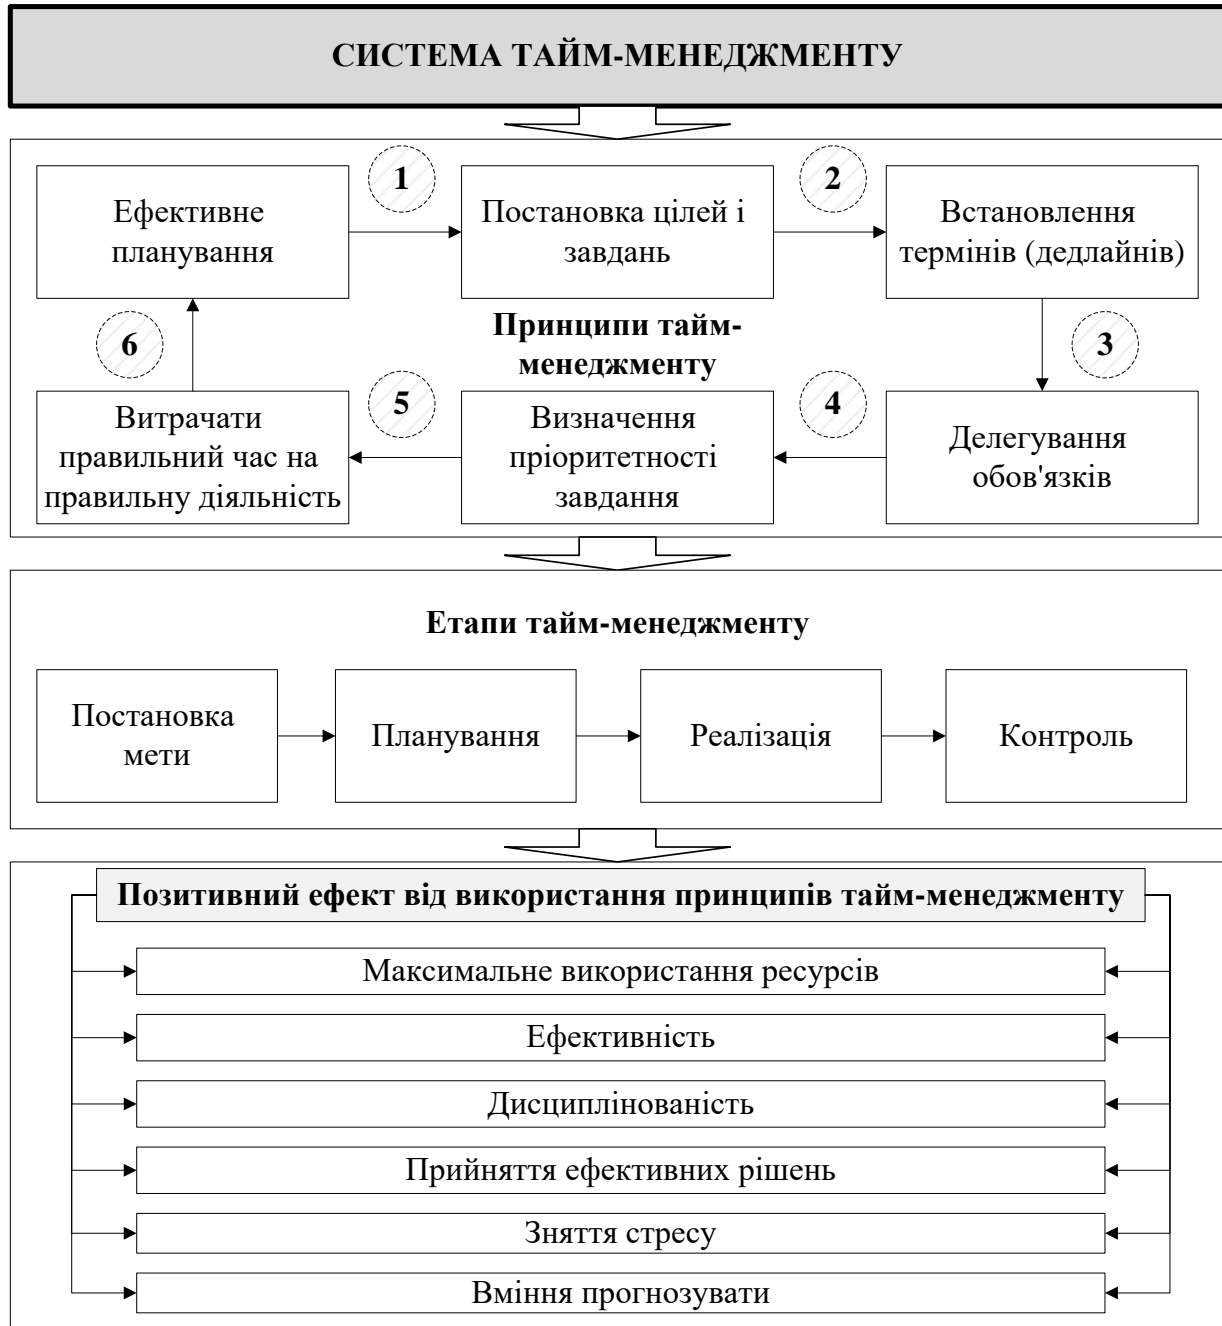 СИСТЕМА ТАЙМ-МЕНЕДЖМЕНТУ
Ефективне
планування
1
Постановка цілей і
завдань
2
Встановлення
термінів (дедлайнів)
Принципи тайм-
менеджменту
6
3
Витрачати
правильний час на
правильну діяльність
5
Визначення
пріоритетності
завдання
4
Делегування
обов'язків
Етапи тайм-менеджменту
Постановка
мети
Планування
Реалізація
Контроль
Позитивний ефект від використання принципів тайм-менеджменту
Максимальне використання ресурсів
Ефективність
Дисциплінованість
Прийняття ефективних рішень
Зняття стресу
Вміння прогнозувати